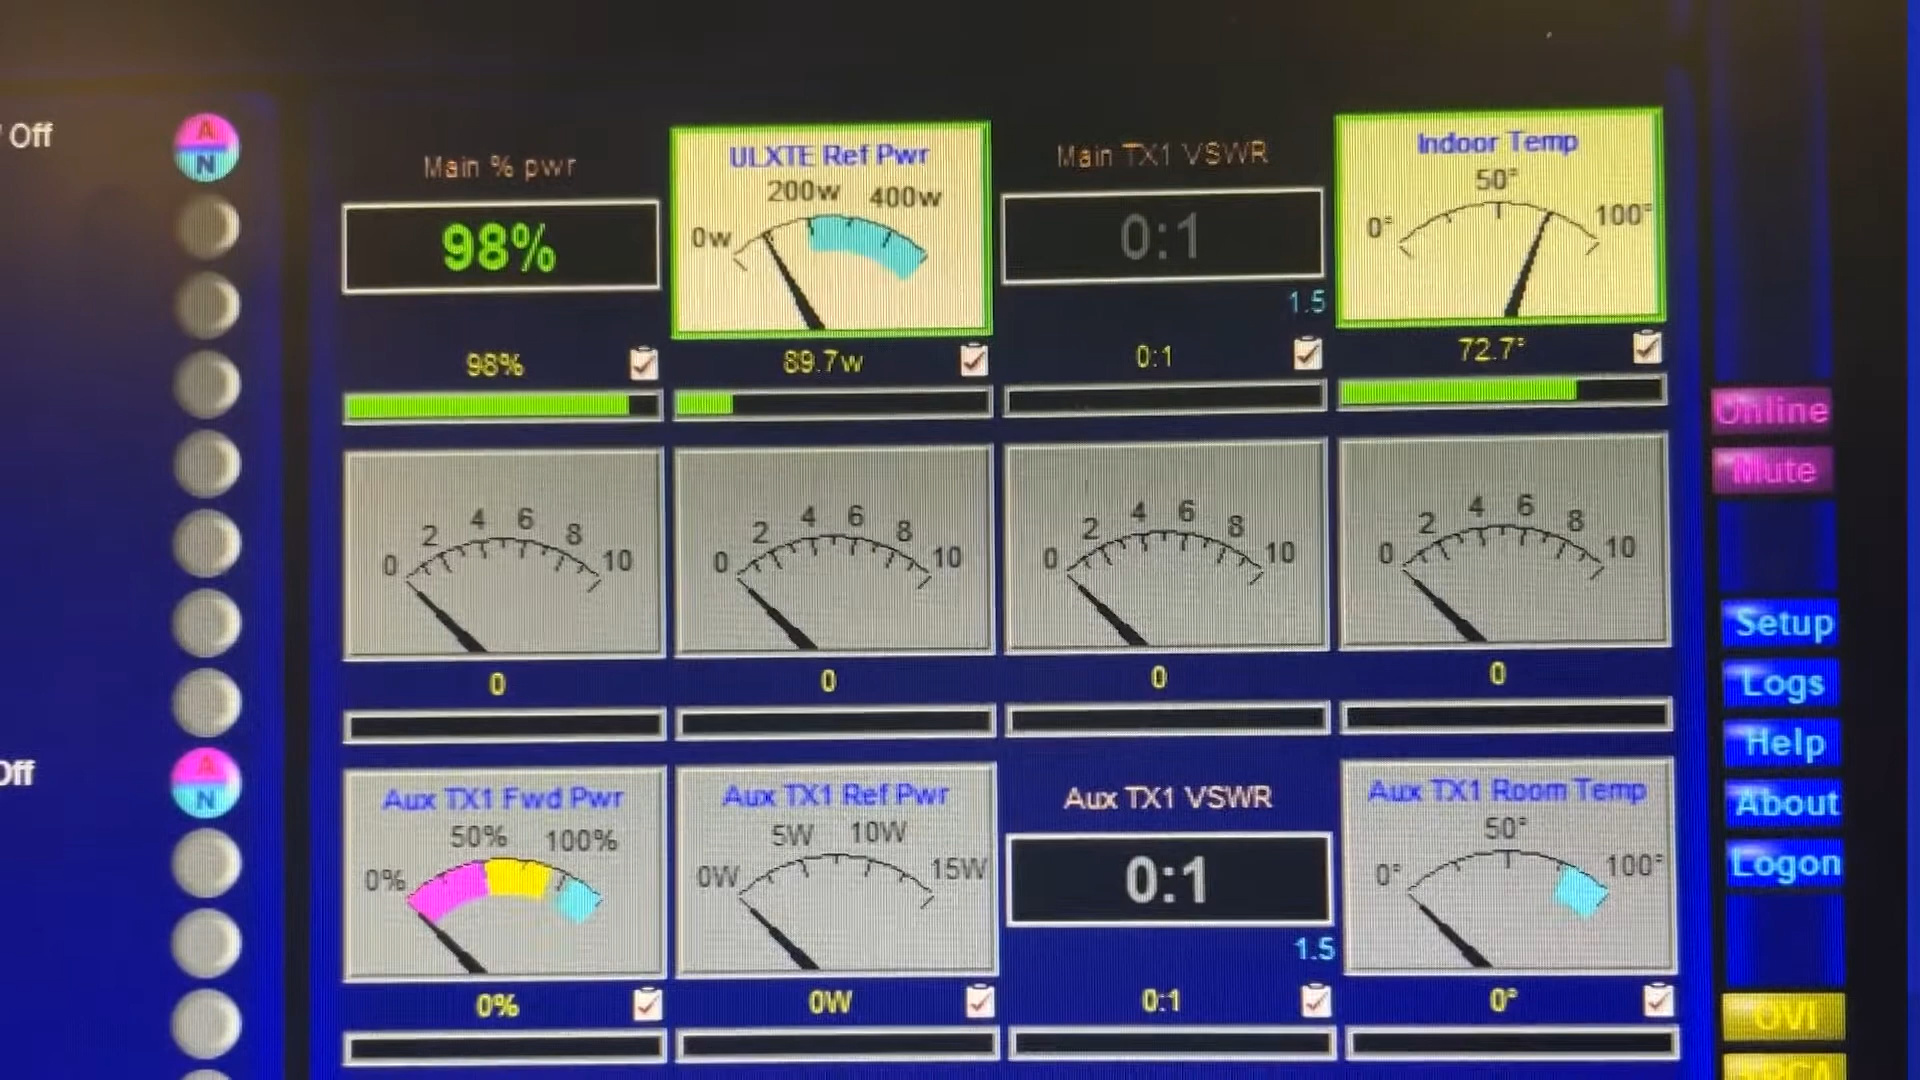 Off
A
N
Main % pwr
98%
98%
ULXTE Ref Pwr
0w 200w 400w
89.7w
Main TX1 VSWR
0:1
1.5
0:1
Indoor Temp
0° 50° 100°
72.7°
Online
Mute
0 2 4 6 8 10
0
0 2 4 6 8 10
0
0 2 4 6 8 10
0
0 2 4 6 8 10
0
Setup
Logs
Help
About
Logon
Off
A
N
Aux TX1 Fwd Pwr
0% 50% 100%
0%
Aux TX1 Ref Pwr
0W 5W 10W 15W
0W
Aux TX1 VSWR
0:1
1.5
0:1
Aux TX1 Room Temp
0° 50° 100°
0°
OVI